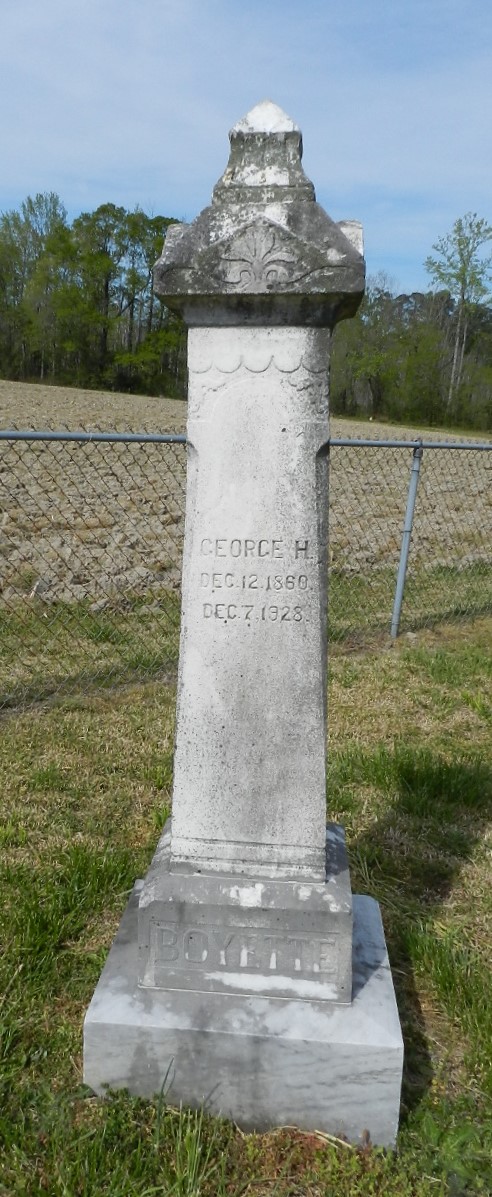 GEORGE H.
DEC. 12. 1860.
DEC. 7. 1928.
BOYETTE